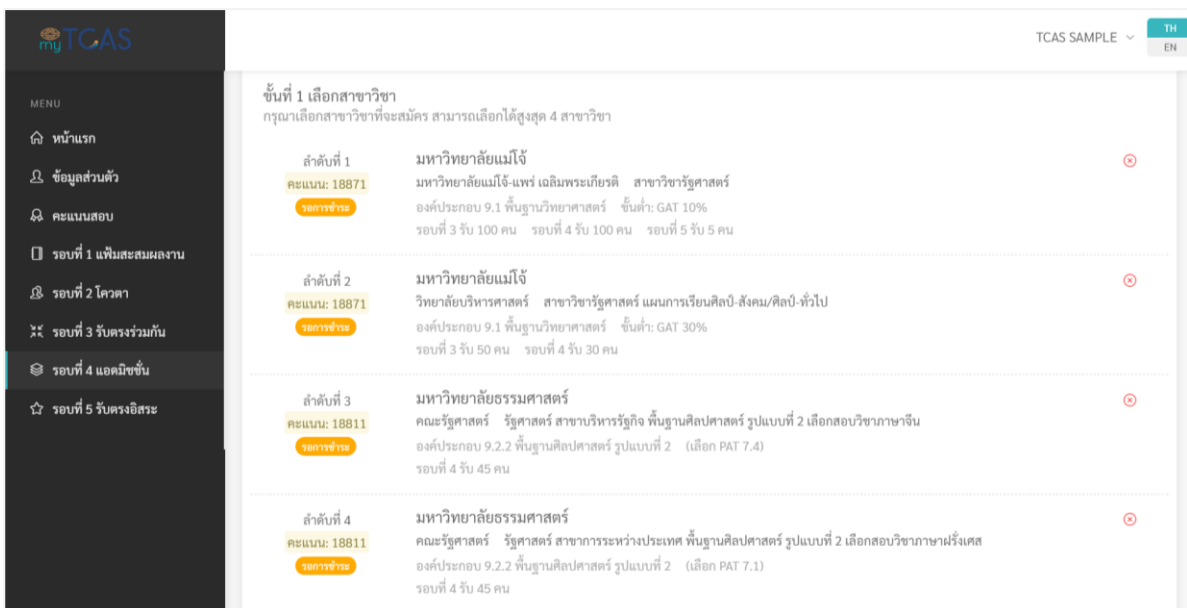 myTCAS
TCAS SAMPLE
TH
EN
MENU
หน้าแรก
ข้อมูลส่วนตัว
คะแนนสอบ
รอบที่ 1 แฟ้มสะสมผลงาน
รอบที่ 2 โควตา
รอบที่ 3 รับตรงร่วมกัน
รอบที่ 4 แอดมิชชั่น
รอบที่ 5 รับตรงอิสระ
ขั้นที่ 1 เลือกสาขาวิชา
กรุณาเลือกสาขาวิชาที่จะสมัคร สามารถเลือกได้สูงสุด 4 สาขาวิชา
ลำดับที่ 1
คะแนน: 18871
รอการชำระ
มหาวิทยาลัยแม่โจ้
มหาวิทยาลัยแม่โจ้-แพร่ เฉลิมพระเกียรติ สาขาวิชารัฐศาสตร์
องค์ประกอบ 9.1 พื้นฐานวิทยาศาสตร์ ขั้นต่ำ: GAT 10%
รอบที่ 3 รับ 100 คน รอบที่ 4 รับ 100 คน รอบที่ 5 รับ 5 คน
ลำดับที่ 2
คะแนน: 18871
รอการชำระ
มหาวิทยาลัยแม่โจ้
วิทยาลัยบริหารศาสตร์ สาขาวิชารัฐศาสตร์ แผนการเรียนศิลป์-สังคม/ศิลป์-ทั่วไป
องค์ประกอบ 9.1 พื้นฐานวิทยาศาสตร์ ขั้นต่ำ: GAT 30%
รอบที่ 3 รับ 50 คน รอบที่ 4 รับ 30 คน
ลำดับที่ 3
คะแนน: 18811
รอการชำระ
มหาวิทยาลัยธรรมศาสตร์
คณะรัฐศาสตร์ รัฐศาสตร์ สาขาบริหารรัฐกิจ พื้นฐานศิลปศาสตร์ รูปแบบที่ 2 เลือกสอบวิชาภาษาจีน
องค์ประกอบ 9.2.2 พื้นฐานศิลปศาสตร์ รูปแบบที่ 2 (เลือก PAT 7.4)
รอบที่ 4 รับ 45 คน
ลำดับที่ 4
คะแนน: 18811
รอการชำระ
มหาวิทยาลัยธรรมศาสตร์
คณะรัฐศาสตร์ รัฐศาสตร์ สาขาการระหว่างประเทศ พื้นฐานศิลปศาสตร์ รูปแบบที่ 2 เลือกสอบวิชาภาษาฝรั่งเศส
องค์ประกอบ 9.2.2 พื้นฐานศิลปศาสตร์ รูปแบบที่ 2 (เลือก PAT 7.1)
รอบที่ 4 รับ 45 คน